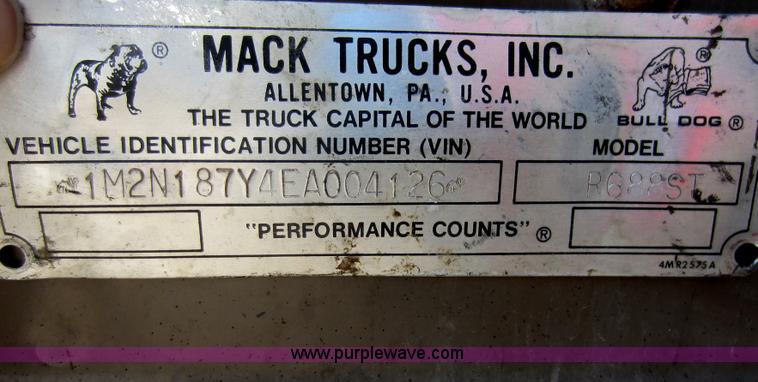 MACK TRUCKS, INC.
ALLENTOWN, PA., U.S.A.
THE TRUCK CAPITAL OF THE WORLD
BULL DOG ®
VEHICLE IDENTIFICATION NUMBER (VIN)
MODEL
1M2N187Y4EA004126
R688ST
"PERFORMANCE COUNTS" ®
4MR2575A
www.purplewave.com